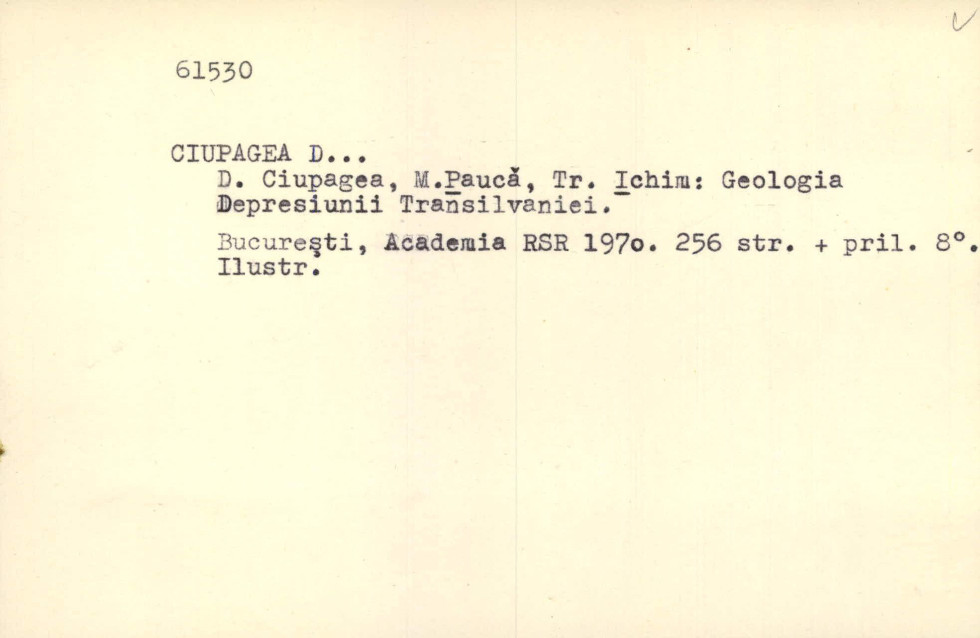 61530
CIUPAGEA D...
D. Ciupagea, M.Paucă, Tr. Ichim: Geologia
Depresiunii Transilvaniei.
Bucureşti, Academia RSR 197o. 256 str. + pril. 8°.
Ilustr.